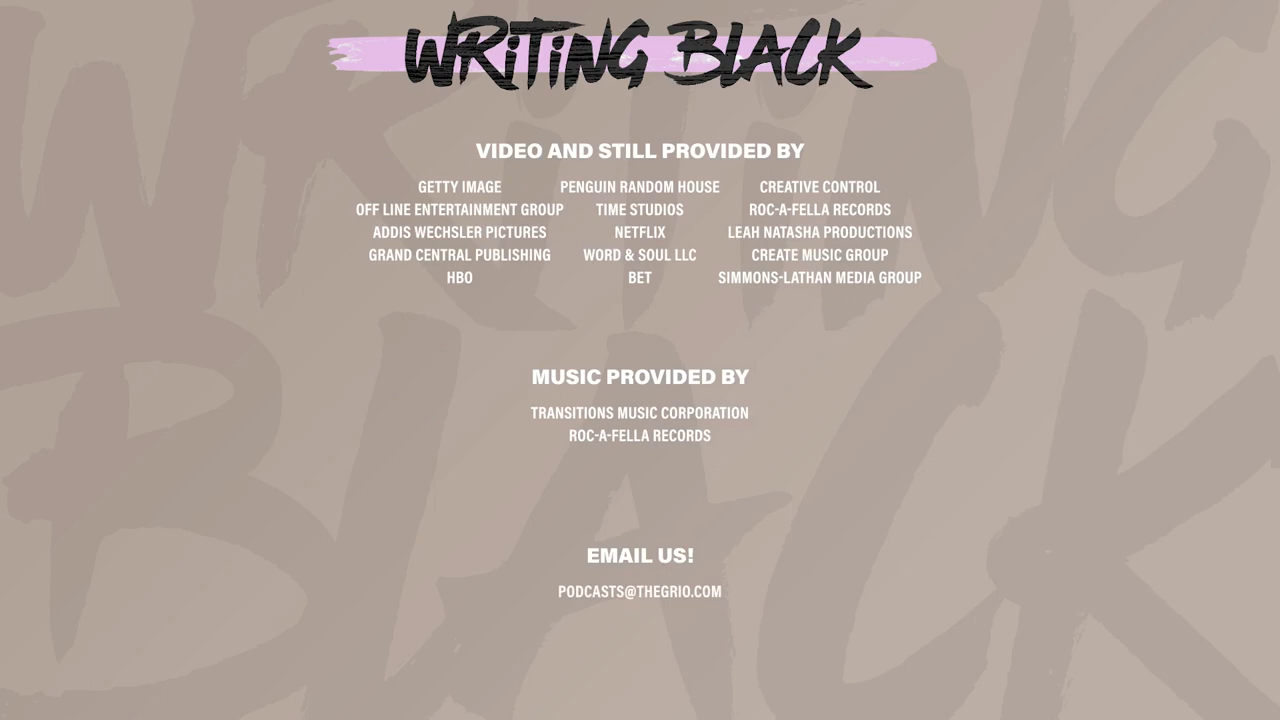 WRiTiNG BLACK
VIDEO AND STILL PROVIDED BY
GETTY IMAGE
OFF LINE ENTERTAINMENT GROUP
ADDIS WECHSLER PICTURES
GRAND CENTRAL PUBLISHING
HBO
PENGUIN RANDOM HOUSE
TIME STUDIOS
NETFLIX
WORD & SOUL LLC
BET
CREATIVE CONTROL
ROC-A-FELLA RECORDS
LEAH NATASHA PRODUCTIONS
CREATE MUSIC GROUP
SIMMONS-LATHAN MEDIA GROUP
MUSIC PROVIDED BY
TRANSITIONS MUSIC CORPORATION
ROC-A-FELLA RECORDS
EMAIL US!
PODCASTS@THEGRIO.COM
WRiTiNG
BLACK